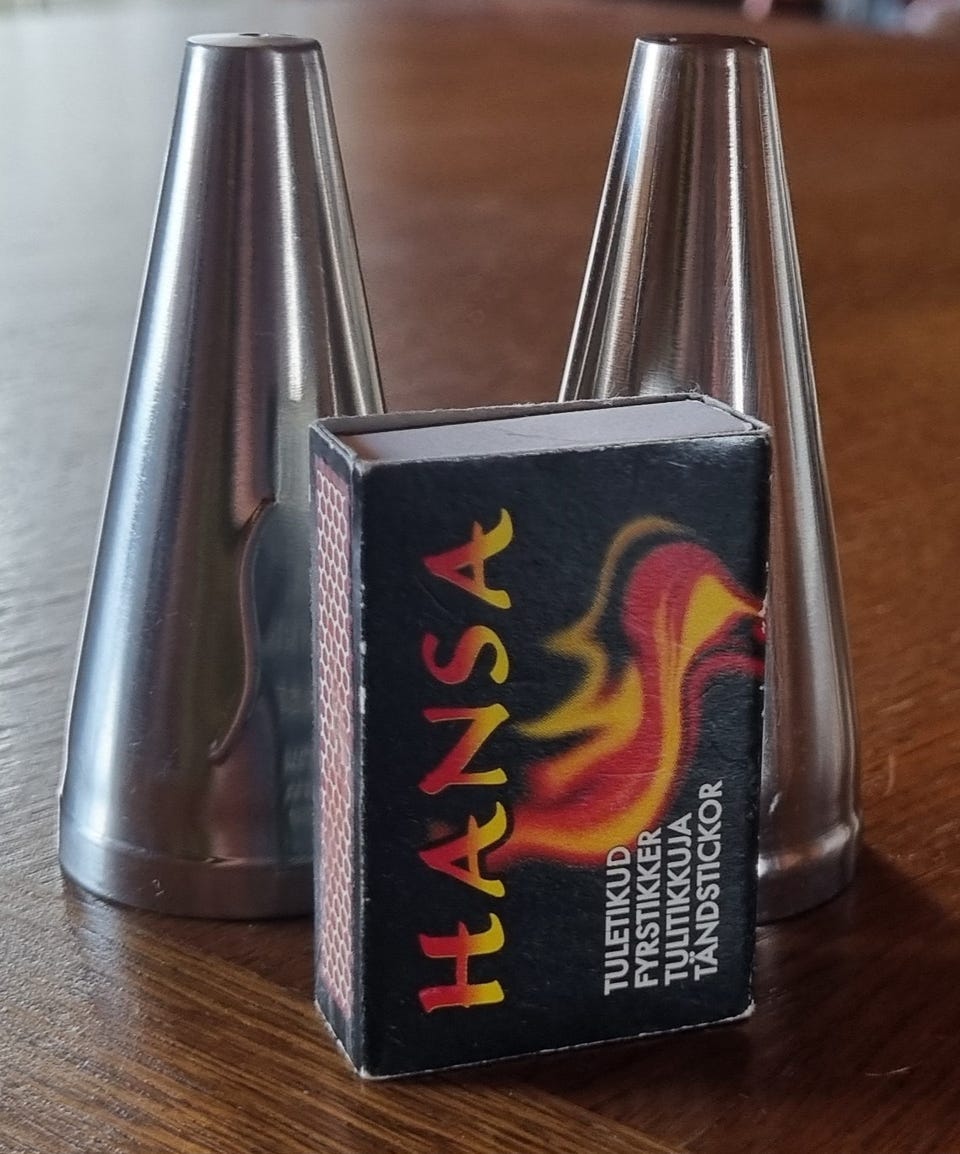 HANSA
TULETIKUD
FYRSTIKKER
TULITIKKUJA
TÄNDSTICKOR